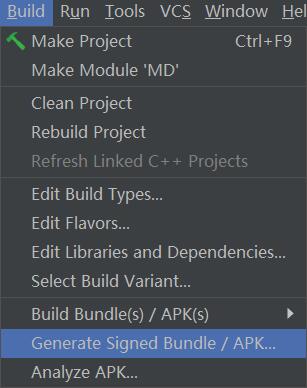 Build Run Tools VCS Window Hel
Make Project Ctrl+F9
Make Module 'MD'
Clean Project
Rebuild Project
Refresh Linked C++ Projects
Edit Build Types...
Edit Flavors...
Edit Libraries and Dependencies...
Select Build Variant...
Build Bundle(s) / APK(s)
Generate Signed Bundle / APK...
Analyze APK...